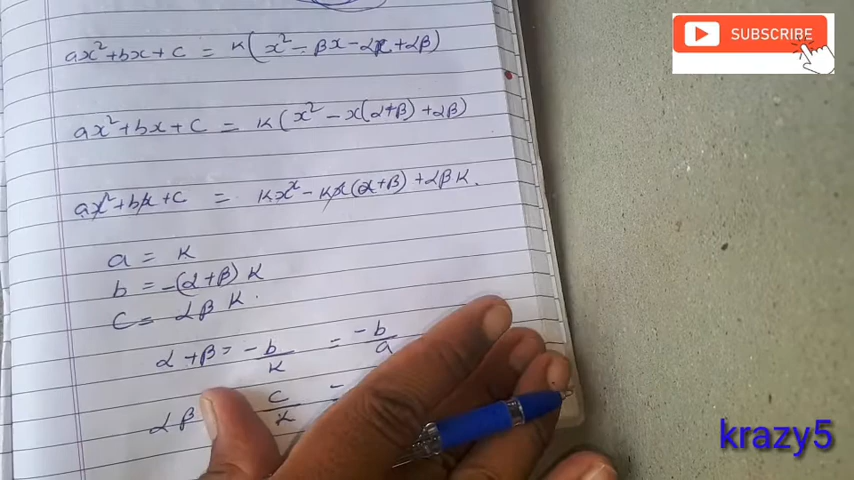 ax²+bx+c = K(x²-βx-αx+αβ)
SUBSCRIBE
ax²+bx+c = K(x²-x(α+β)+αβ)
ax²+bx+c = Kx²-Kx(α+β)+αβK.
a = K
b = -(α+β)K
c = αβK.
α+β = -b/K = -b/a
αβ c/K =
krazy5